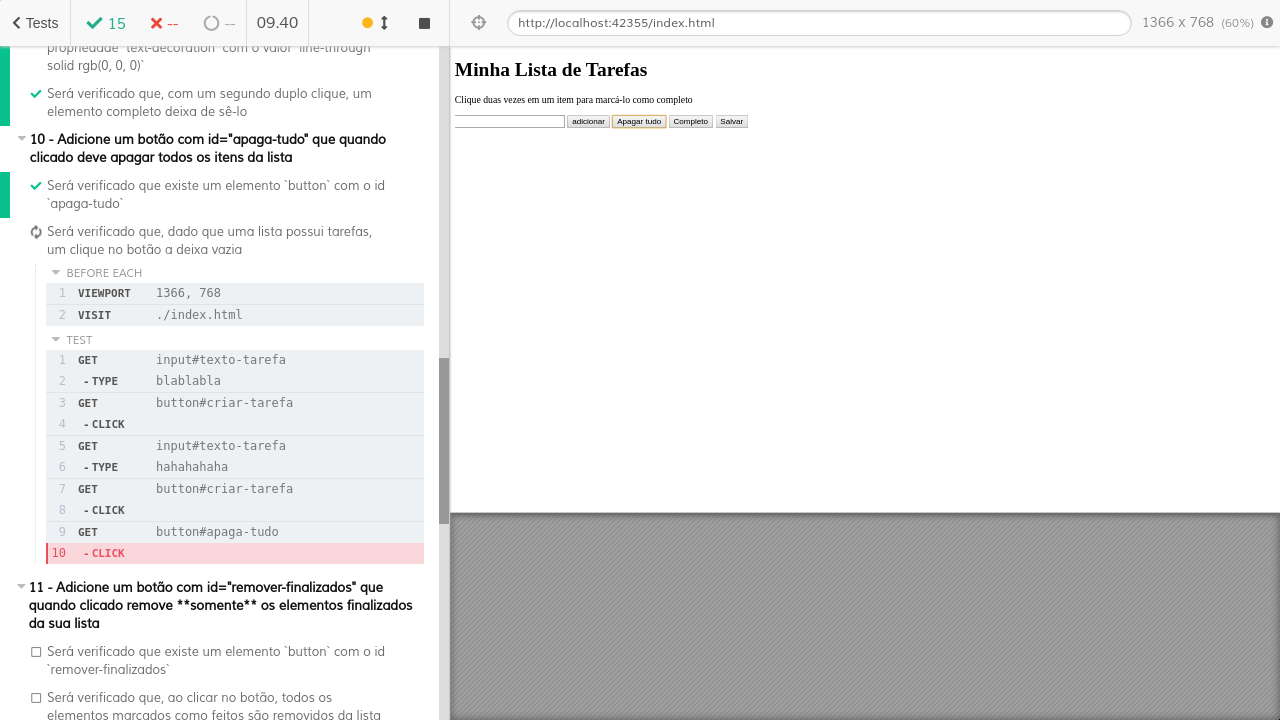 Tests
15
--
--
09.40
http://localhost:42355/index.html
1366 x 768 (60%)
propriedade `text-decoration` com o valor `line-through
solid rgb(0, 0, 0)`
Será verificado que, com um segundo duplo clique, um
elemento completo deixa de sê-lo
10 - Adicione um botão com id="apaga-tudo" que quando
clicado deve apagar todos os itens da lista
Será verificado que existe um elemento `button` com o id
`apaga-tudo`
Será verificado que, dado que uma lista possui tarefas,
um clique no botão a deixa vazia
BEFORE EACH
1 VIEWPORT 1366, 768
2 VISIT ./index.html
TEST
1 GET input#texto-tarefa
2 - TYPE blablabla
3 GET button#criar-tarefa
4 - CLICK
5 GET input#texto-tarefa
6 - TYPE hahahahaha
7 GET button#criar-tarefa
8 - CLICK
9 GET button#apaga-tudo
10 - CLICK
11 - Adicione um botão com id="remover-finalizados" que
quando clicado remove **somente** os elementos finalizados
da sua lista
Será verificado que existe um elemento `button` com o id
`remover-finalizados`
Será verificado que, ao clicar no botão, todos os
elementos marcados como feitos são removidos da lista
Minha Lista de Tarefas
Clique duas vezes em um item para marcá-lo como completo
adicionar Apagar tudo Completo Salvar